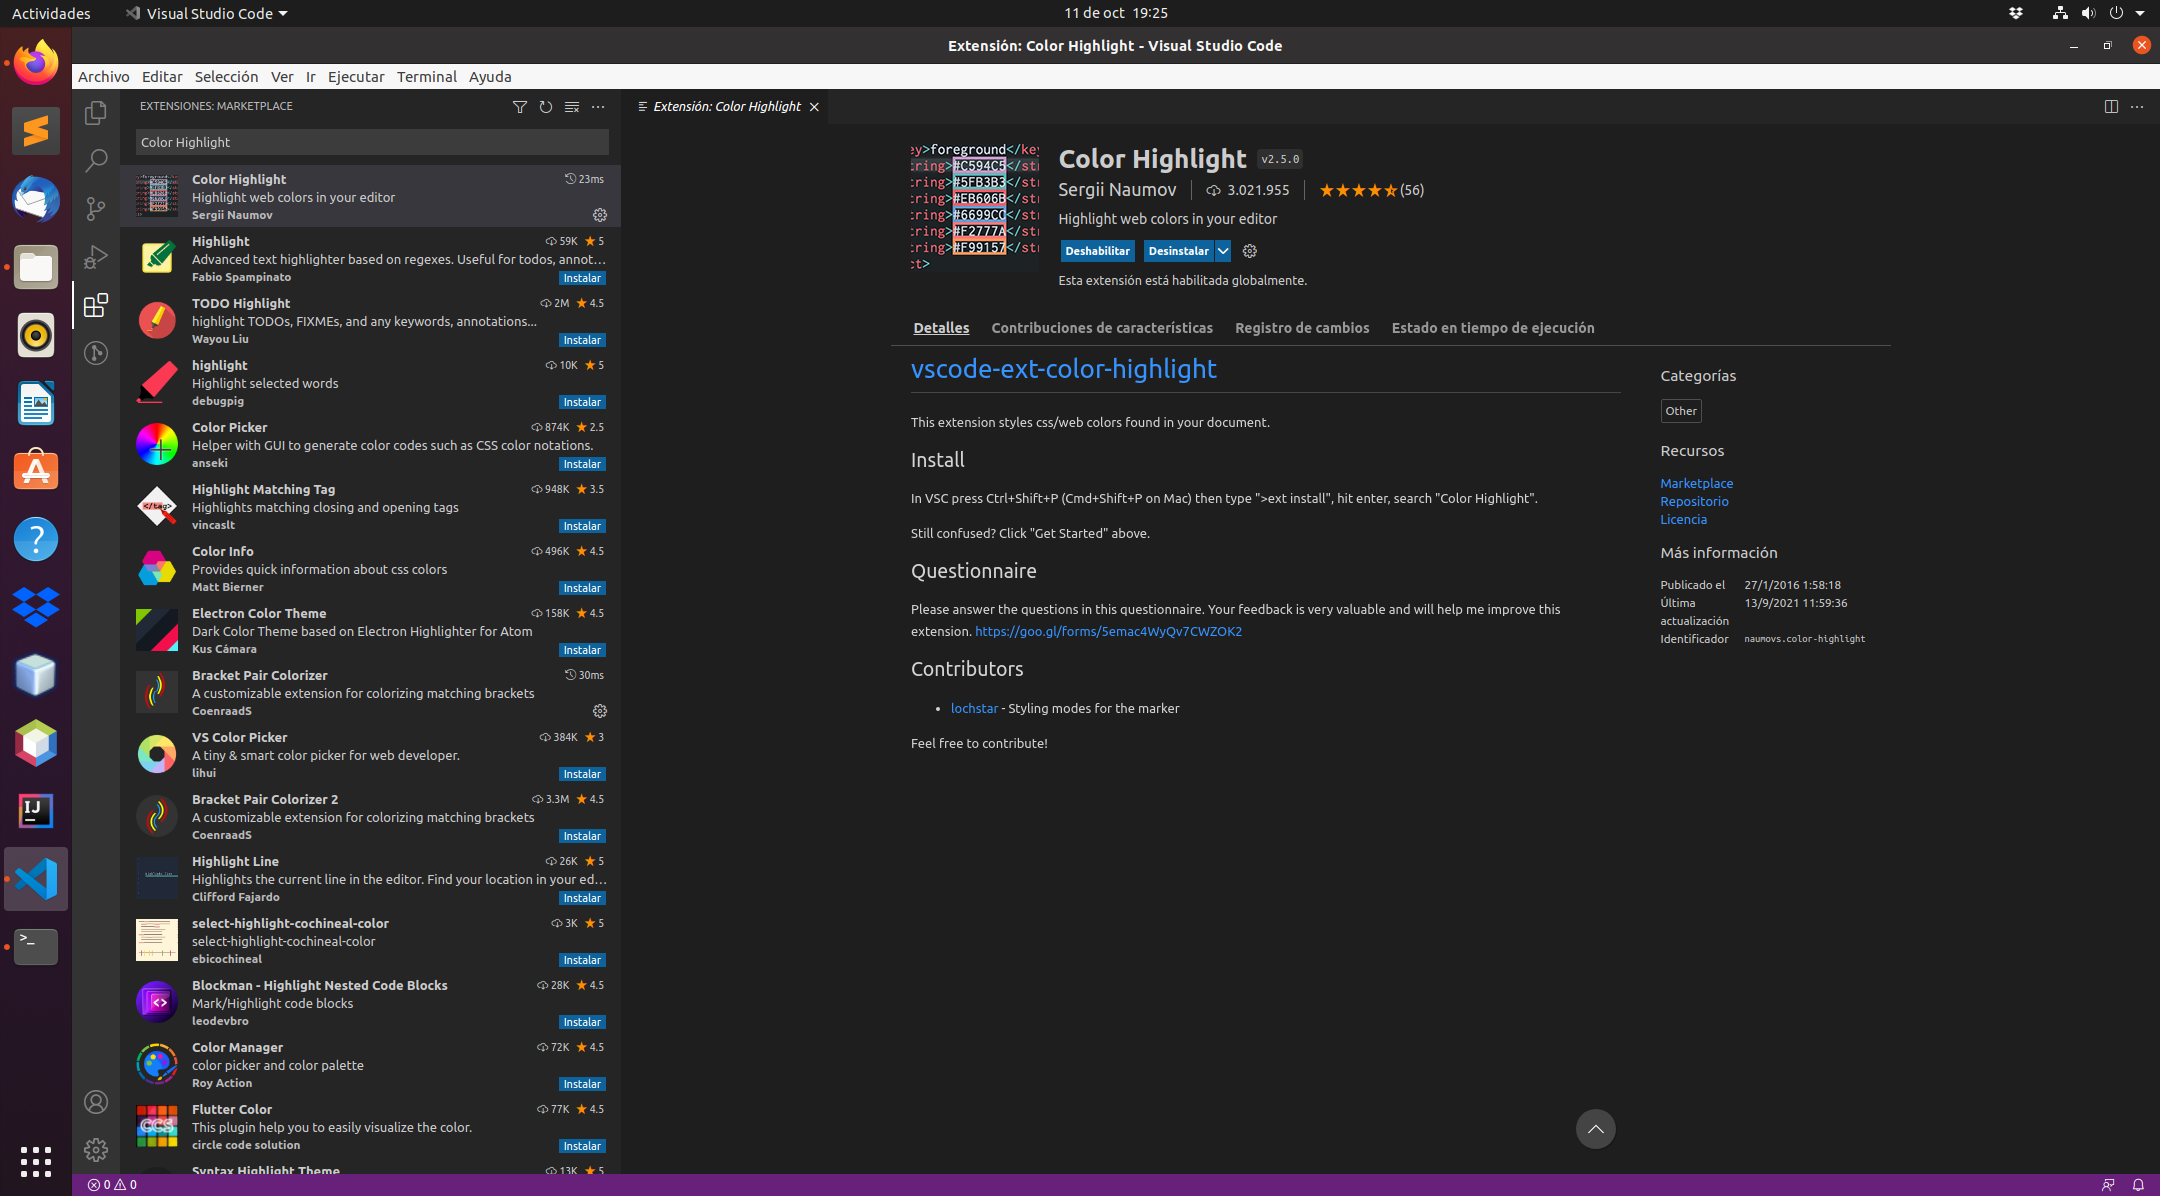 Actividades
Visual Studio Code
11 de oct 19:25
Extensión: Color Highlight - Visual Studio Code
Archivo Editar Selección Ver Ir Ejecutar Terminal Ayuda
EXTENSIONES: MARKETPLACE
Color Highlight
Color Highlight 23ms
Highlight web colors in your editor
Sergii Naumov
Highlight 59K ★ 5
Advanced text highlighter based on regexes. Useful for todos, annot...
Fabio Spampinato Instalar
TODO Highlight 2M ★ 4.5
highlight TODOs, FIXMEs, and any keywords, annotations...
Wayou Liu Instalar
highlight 10K ★ 5
Highlight selected words
debugpig Instalar
Color Picker 874K ★ 2.5
Helper with GUI to generate color codes such as CSS color notations.
anseki Instalar
Highlight Matching Tag 948K ★ 3.5
Highlights matching closing and opening tags
vincaslt Instalar
Color Info 496K ★ 4.5
Provides quick information about css colors
Matt Bierner Instalar
Electron Color Theme 158K ★ 4.5
Dark Color Theme based on Electron Highlighter for Atom
Kus Cámara Instalar
Bracket Pair Colorizer 30ms
A customizable extension for colorizing matching brackets
CoenraadS
VS Color Picker 384K ★ 3
A tiny & smart color picker for web developer.
lihui Instalar
Bracket Pair Colorizer 2 3.3M ★ 4.5
A customizable extension for colorizing matching brackets
CoenraadS Instalar
Highlight Line 26K ★ 5
Highlights the current line in the editor. Find your location in your ed...
Clifford Fajardo Instalar
select-highlight-cochineal-color 3K ★ 5
select-highlight-cochineal-color
ebicochineal Instalar
Blockman - Highlight Nested Code Blocks 28K ★ 4.5
Mark/Highlight code blocks
leodevbro Instalar
Color Manager 72K ★ 4.5
color picker and color palette
Roy Action Instalar
Flutter Color 77K ★ 4.5
This plugin help you to easily visualize the color.
circle code solution Instalar
Syntax Highlight Theme 13K ★ 5
0 0
Extensión: Color Highlight
ey>foreground</key
tring>#C594C5</str
tring>#5FB3B3</str
tring>#EB606B</str
tring>#6699CC</str
tring>#F2777A</str
tring>#F99157</str
ct>
Color Highlight v2.5.0
Sergii Naumov 3.021.955 (56)
Highlight web colors in your editor
Deshabilitar Desinstalar
Esta extensión está habilitada globalmente.
Detalles Contribuciones de características Registro de cambios Estado en tiempo de ejecución
vscode-ext-color-highlight
This extension styles css/web colors found in your document.
Install
In VSC press Ctrl+Shift+P (Cmd+Shift+P on Mac) then type ">ext install", hit enter, search "Color Highlight".
Still confused? Click "Get Started" above.
Questionnaire
Please answer the questions in this questionnaire. Your feedback is very valuable and will help me improve this
extension. https://goo.gl/forms/5emac4WyQv7CWZOK2
Contributors
• lochstar - Styling modes for the marker
Feel free to contribute!
Categorías
Other
Recursos
Marketplace
Repositorio
Licencia
Más información
Publicado el 27/1/2016 1:58:18
Última 13/9/2021 11:59:36
actualización
Identificador naumovs.color-highlight